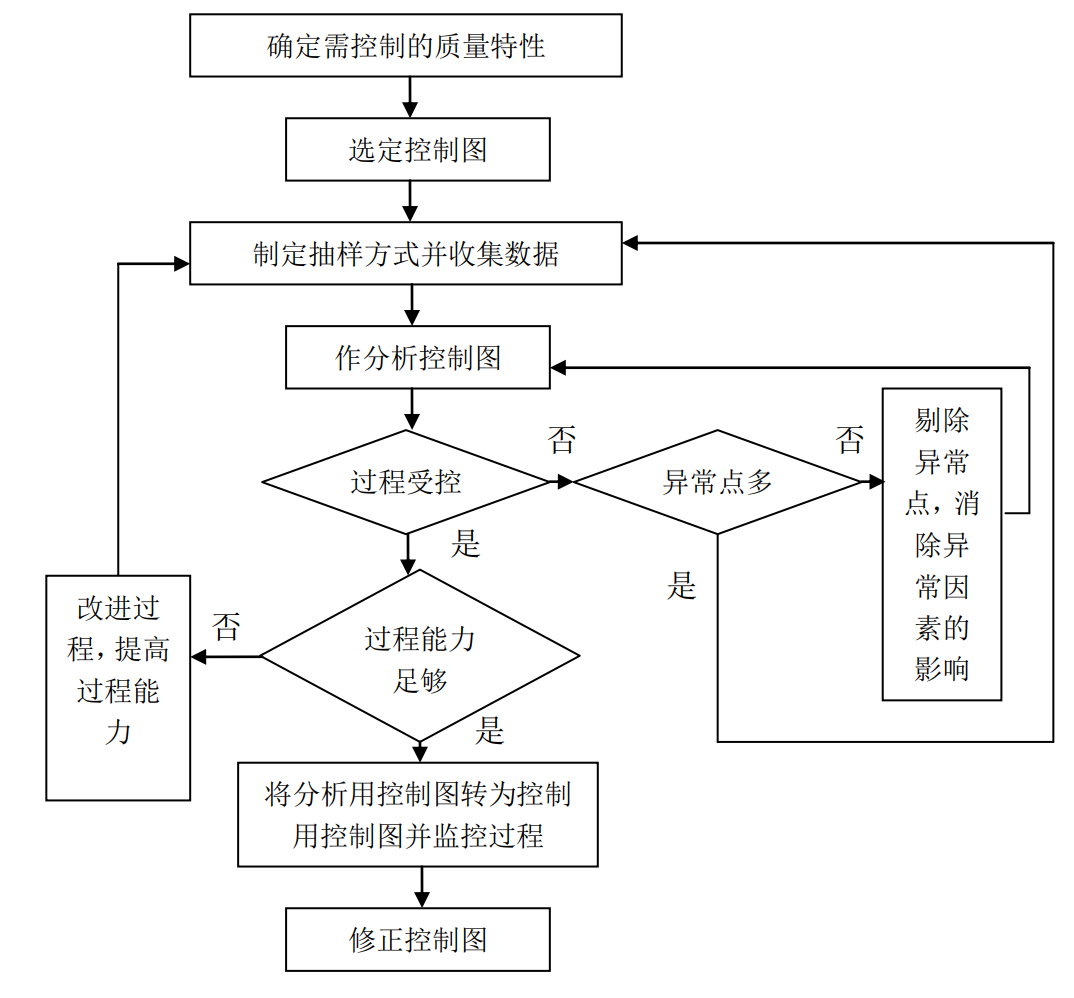 确定需控制的质量特性
选定控制图
制定抽样方式并收集数据
作分析控制图
过程受控
否
异常点多
否
剔除
异常
点，消
除异
常因
素的
影响
是
是
过程能力
足够
否
改进过
程，提高
过程能
力
是
将分析用控制图转为控制
用控制图并监控过程
修正控制图